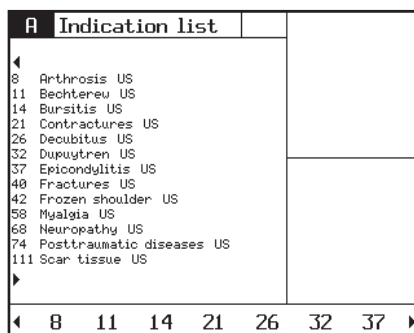 A Indication list
8 Arthrosis US
11 Bechterew US
14 Bursitis US
21 Contractures US
26 Decubitus US
32 Dupuytren US
37 Epicondylitis US
40 Fractures US
42 Frozen shoulder US
58 Myalgia US
68 Neuropathy US
74 Posttraumatic diseases US
111 Scar tissue US
8 11 14 21 26 32 37